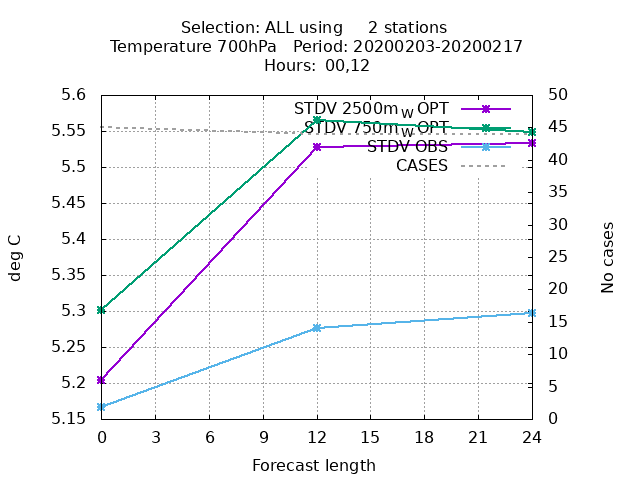 Selection: ALL using     2 stations
Temperature 700hPa   Period: 20200203-20200217
Hours: 00,12
STDV 2500m_W OPT
STDV 750m_W OPT
STDV OBS
CASES
5.6
5.55
5.5
5.45
5.4
5.35
5.3
5.25
5.2
5.15
50
45
40
35
30
25
20
15
10
5
0
deg C
No cases
0 3 6 9 12 15 18 21 24
Forecast length